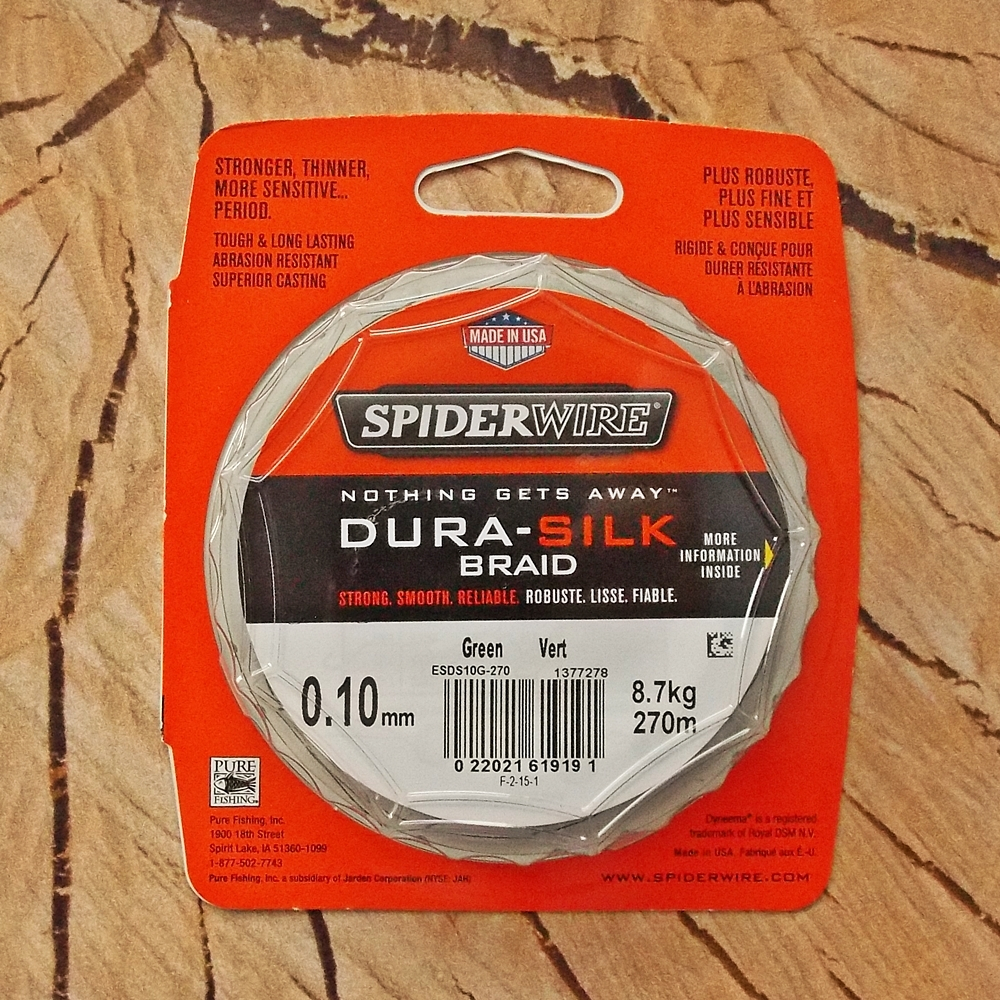 STRONGER, THINNER,
MORE SENSITIVE...
PERIOD.
TOUGH & LONG LASTING
ABRASION RESISTANT
SUPERIOR CASTING
PLUS ROBUSTE,
PLUS FINE ET
PLUS SENSIBLE
RIGIDE & CONÇUE POUR
DURER RÉSISTANTE
À L'ABRASION
MADE IN USA
SPIDERWIRE®
NOTHING GETS AWAY™
DURA-SILK
BRAID
MORE
INFORMATION
INSIDE
STRONG. SMOOTH. RELIABLE. ROBUSTE. LISSE. FIABLE.
Green Vert
ESDS10G-270 1377278
0.10mm
8.7kg
270m
0 22021 61919 1
F-2-15-1
PURE
FISHING®
Pure Fishing, Inc.
1900 18th Street
Spirit Lake, IA 51360-1099
1-877-502-7743
Pure Fishing, Inc. a subsidiary of Jarden Corporation (NYSE: JAH)
Dyneema® is a registered
trademark of Royal DSM N.V.
Made in USA. Fabriqué aux É.-U.
WWW.SPIDERWIRE.COM